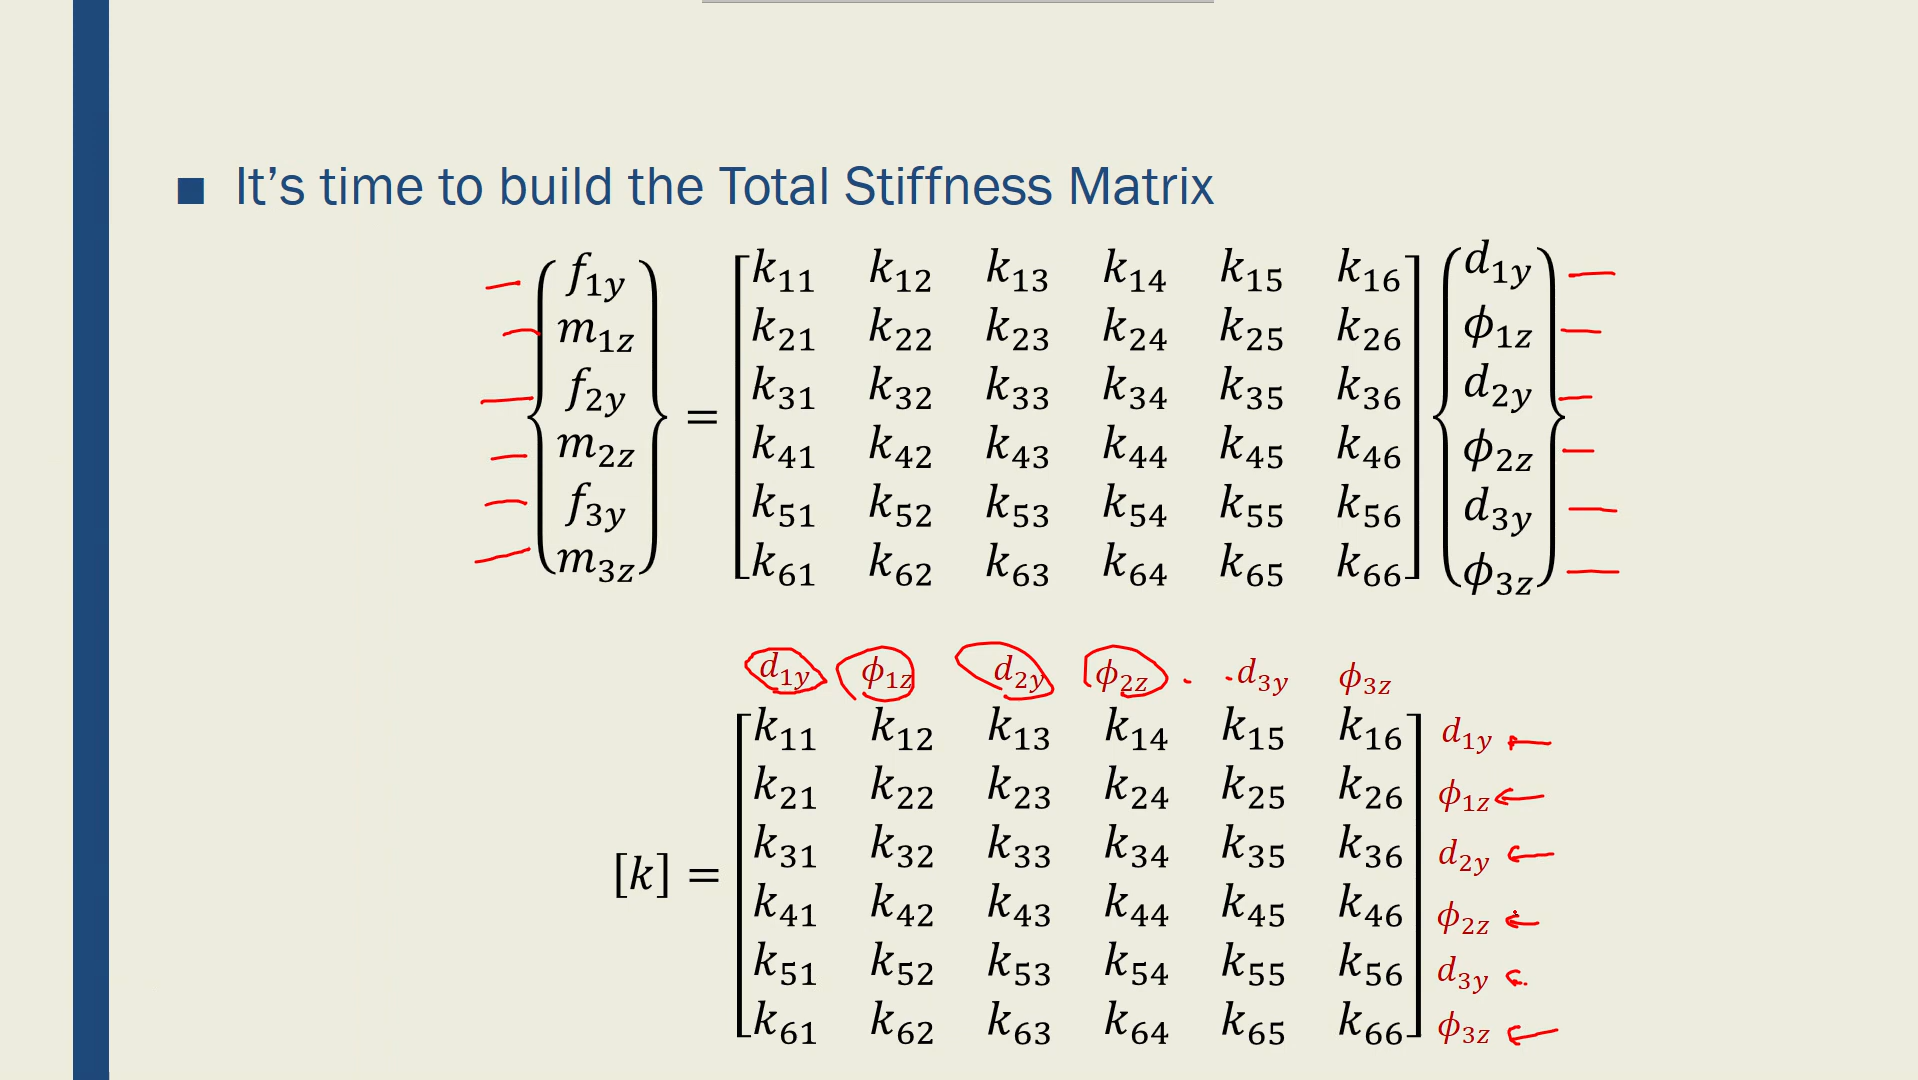 ■ It’s time to build the Total Stiffness Matrix
{f₁y m₁z f₂y m₂z f₃y m₃z} = [k₁₁ k₁₂ k₁₃ k₁₄ k₁₅ k₁₆
k₂₁ k₂₂ k₂₃ k₂₄ k₂₅ k₂₆
k₃₁ k₃₂ k₃₃ k₃₄ k₃₅ k₃₆
k₄₁ k₄₂ k₄₃ k₄₄ k₄₅ k₄₆
k₅₁ k₅₂ k₅₃ k₅₄ k₅₅ k₅₆
k₆₁ k₆₂ k₆₃ k₆₄ k₆₅ k₆₆] {d₁y ϕ₁z d₂y ϕ₂z d₃y ϕ₃z}
d₁y ϕ₁z d₂y ϕ₂z d₃y ϕ₃z
[k] = [k₁₁ k₁₂ k₁₃ k₁₄ k₁₅ k₁₆ d₁y
k₂₁ k₂₂ k₂₃ k₂₄ k₂₅ k₂₆ ϕ₁z
k₃₁ k₃₂ k₃₃ k₃₄ k₃₅ k₃₆ d₂y
k₄₁ k₄₂ k₄₃ k₄₄ k₄₅ k₄₆ ϕ₂z
k₅₁ k₅₂ k₅₃ k₅₄ k₅₅ k₅₆ d₃y
k₆₁ k₆₂ k₆₃ k₆₄ k₆₅ k₆₆] ϕ₃z